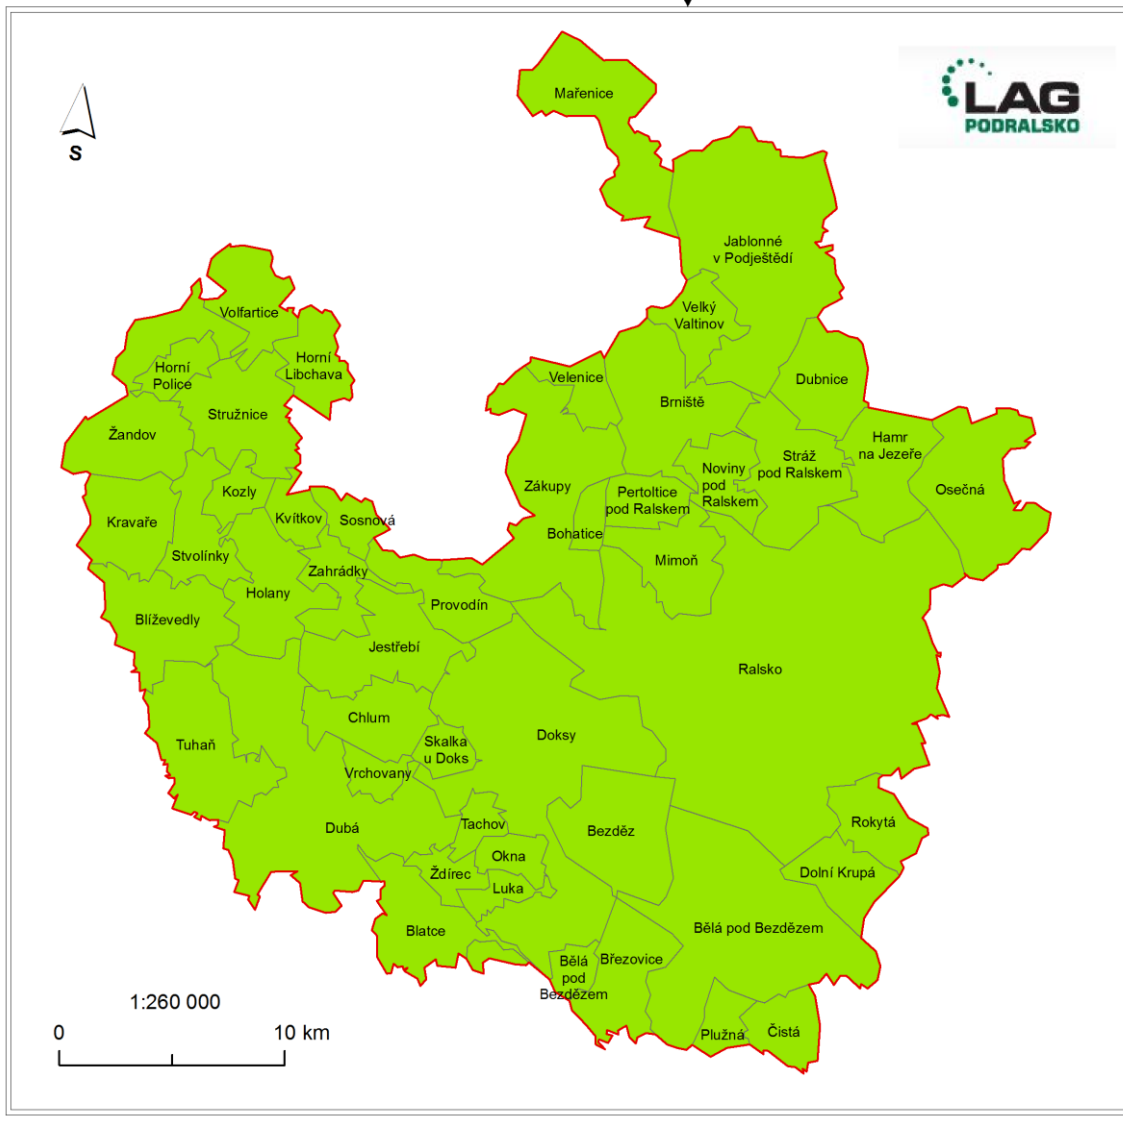 Mařenice
LAG
PODRALSKO
S
Jablonné
v Podještědí
Volfartice
Velký
Valtinov
Horní
Libchava
Horní
Police
Velenice
Dubnice
Brniště
Stružnice
Žandov
Hamr
na Jezeře
Stráž
pod Ralskem
Noviny
pod
Ralskem
Osečná
Zákupy
Pertoltice
pod Ralskem
Kozly
Kvítkov
Sosnová
Kravaře
Bohatice
Stvolínky
Mimoň
Zahrádky
Holany
Provodín
Blíževedly
Jestřebí
Ralsko
Chlum
Doksy
Tuhaň
Skalka
u Doks
Vrchovany
Rokytá
Tachov
Dubá
Bezděz
Okna
Ždírec
Dolní Krupá
Luka
Blatce
Bělá pod Bezdězem
Březovice
Bělá
pod
Bezdězem
1:260 000
0 10 km
Plužná
Čistá